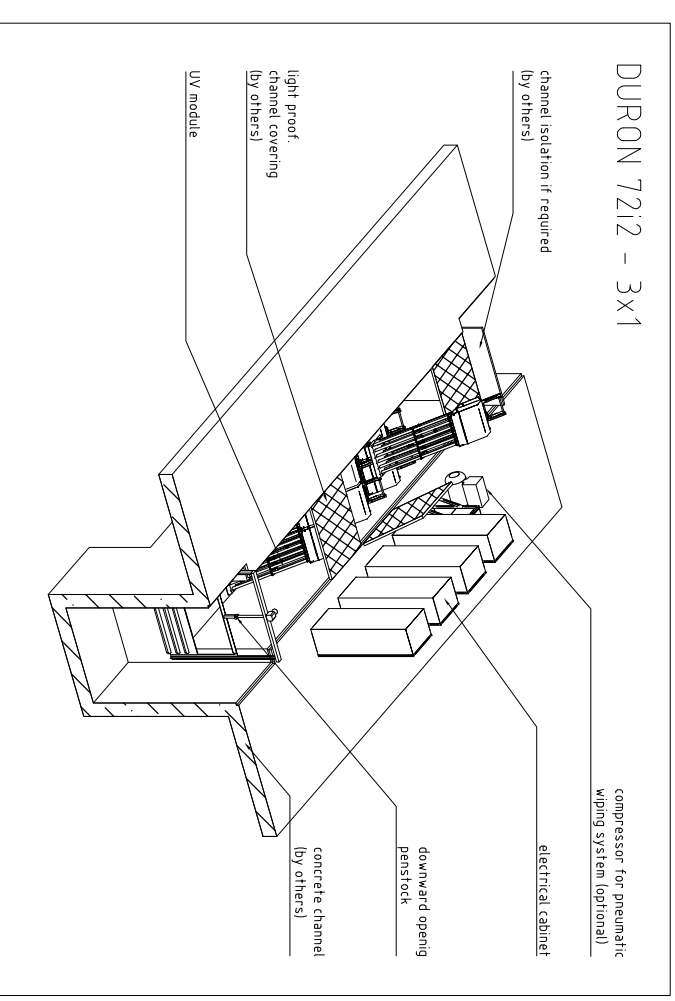 DURON 72i2 - 3x1
channel isolation if required
(by others)
light proof.
channel covering
(by others)
UV module
compressor for pneumatic
wiping system (optional)
electrical cabinet
downward openig
penstock
concrete channel
(by others)